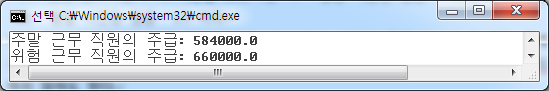 선택 C:\Windows\system32\cmd.exe
주말 근무 직원의 주급: 584000.0
위험 근무 직원의 주급: 660000.0